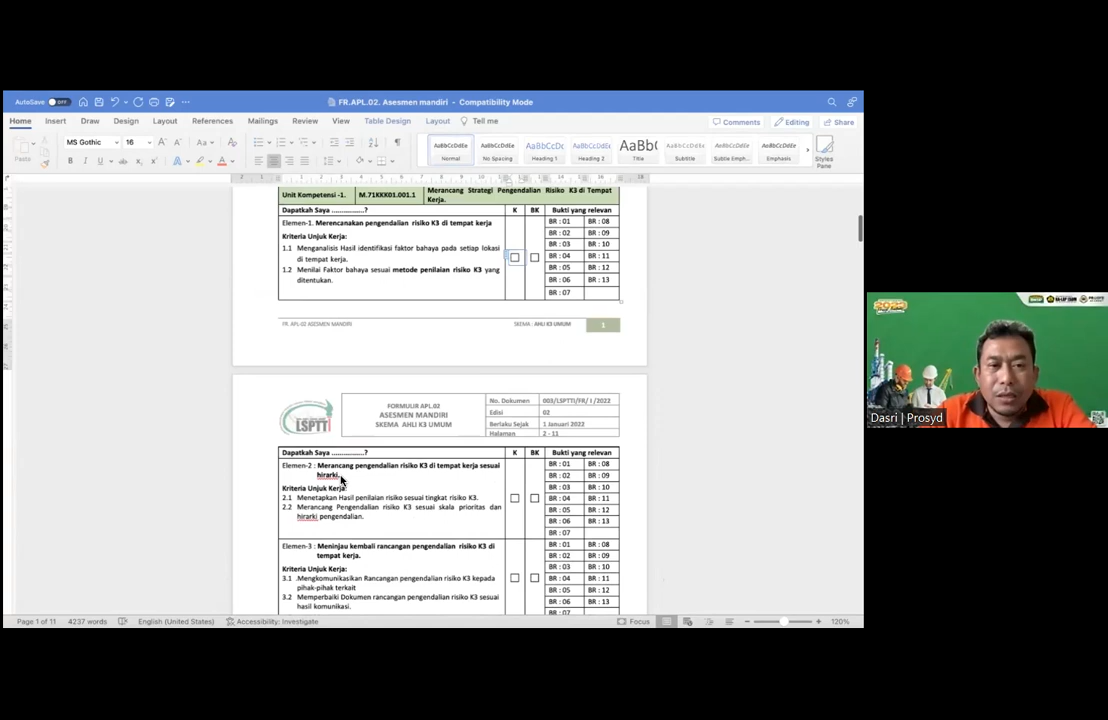 AutoSave OFF
FR.APL.02. Asesmen mandiri - Compatibility Mode
Home Insert Draw Design Layout References Mailings Review View Table Design Layout Tell me
Comments Editing Share
MS Gothic 16
Paste
AaBbCcDdEe AaBbCcDdEe AaBbCcDc AaBbCcDdEe AaBbC AaBbCcDdEe AaBbCcDdEe AaBbCcDdEe
Normal No Spacing Heading 1 Heading 2 Title Subtitle Subtle Emph... Emphasis
Styles Pane
Unit Kompetensi -1. M.71KKK01.001.1 Merancang Strategi Pengendalian Risiko K3 di Tempat Kerja.
Dapatkah Saya ................? K BK Bukti yang relevan
Elemen-1. Merencanakan pengendalian risiko K3 di tempat kerja
Kriteria Unjuk Kerja:
1.1 Menganalisis Hasil identifikasi faktor bahaya pada setiap lokasi
di tempat kerja.
1.2 Menilai Faktor bahaya sesuai metode penilaian risiko K3 yang
ditentukan.
BR : 01 BR : 08
BR : 02 BR : 09
BR : 03 BR : 10
BR : 04 BR : 11
BR : 05 BR : 12
BR : 06 BR : 13
BR : 07
FR. APL.02 ASESMEN MANDIRI SKEMA : AHLI K3 UMUM 1
LSPTTI
FORMULIR APL.02
ASESMEN MANDIRI
SKEMA AHLI K3 UMUM
No. Dokumen 003/LSPTTI/FR/ I /2022
Edisi 02
Berlaku Sejak 1 Januari 2022
Halaman 2 - 11
Dapatkah Saya ................? K BK Bukti yang relevan
Elemen-2 : Merancang pengendalian risiko K3 di tempat kerja sesuai
hirarki.
Kriteria Unjuk Kerja:
2.1 Menetapkan Hasil penilaian risiko sesuai tingkat risiko K3.
2.2 Merancang Pengendalian risiko K3 sesuai skala prioritas dan
hirarki pengendalian.
BR : 01 BR : 08
BR : 02 BR : 09
BR : 03 BR : 10
BR : 04 BR : 11
BR : 05 BR : 12
BR : 06 BR : 13
BR : 07
Elemen-3 : Meninjau kembali rancangan pengendalian risiko K3 di
tempat kerja.
Kriteria Unjuk Kerja:
3.1 .Mengkomunikasikan Rancangan pengendalian risiko K3 kepada
pihak-pihak terkait
3.2 Memperbaiki Dokumen rancangan pengendalian risiko K3 sesuai
hasil komunikasi.
BR : 01 BR : 08
BR : 02 BR : 09
BR : 03 BR : 10
BR : 04 BR : 11
BR : 05 BR : 12
BR : 06 BR : 13
BR : 07
Page 1 of 11 4237 words English (United States) Accessibility: Investigate Focus 120%
Dasri | Prosyd